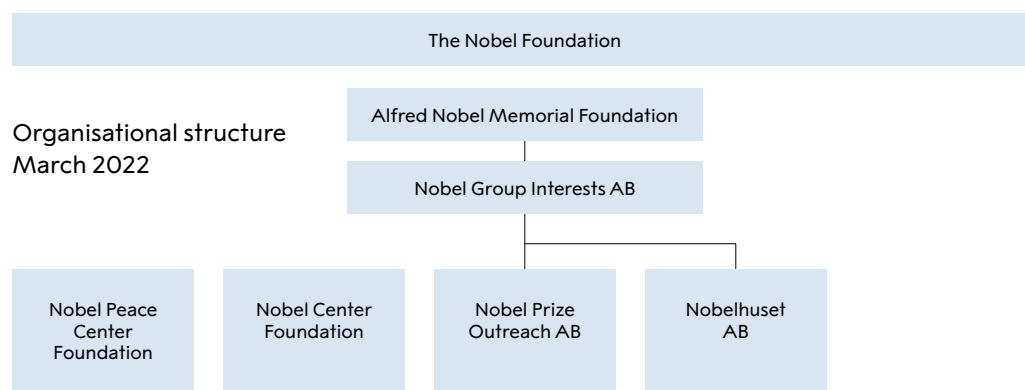 The Nobel Foundation
Alfred Nobel Memorial Foundation
Organisational structure
March 2022
Nobel Group Interests AB
Nobel Peace
Center
Foundation
Nobel Center
Foundation
Nobel Prize
Outreach AB
Nobelhuset
AB